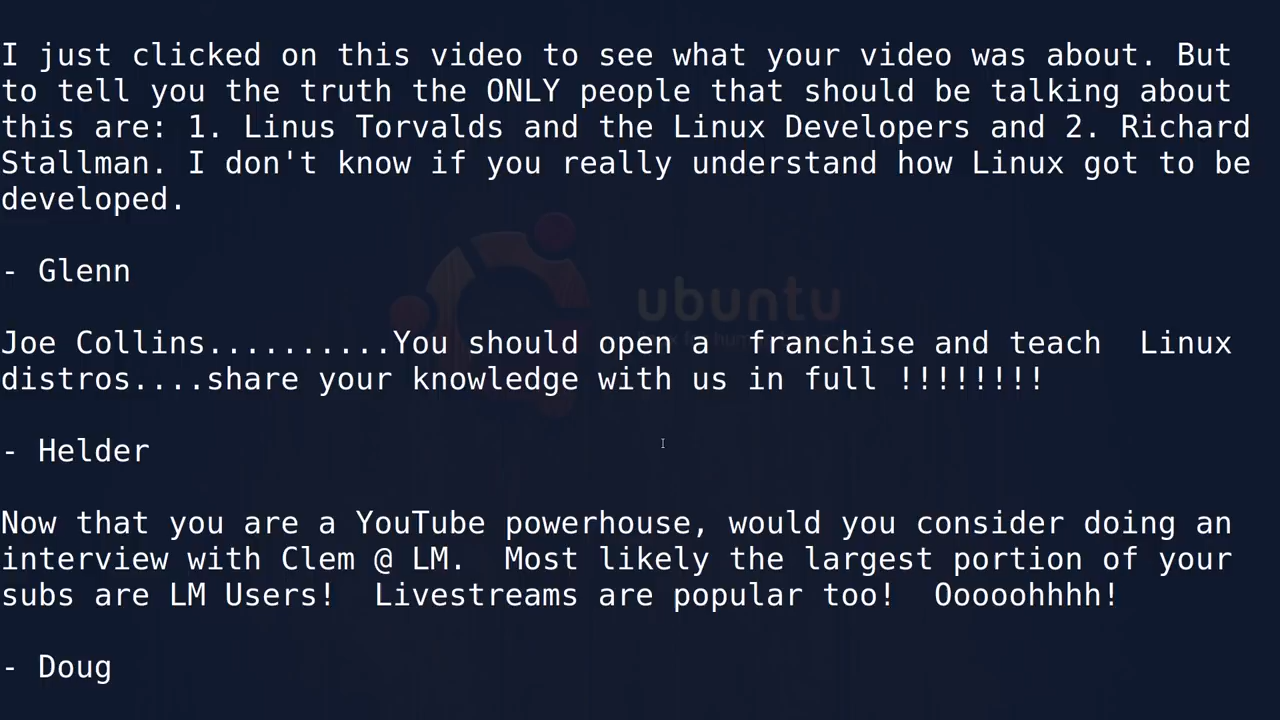 I just clicked on this video to see what your video was about. But
to tell you the truth the ONLY people that should be talking about
this are: 1. Linus Torvalds and the Linux Developers and 2. Richard
Stallman. I don't know if you really understand how Linux got to be
developed.
- Glenn
ubuntu
Joe Collins..........You should open a  franchise and teach  Linux
distros....share your knowledge with us in full !!!!!!!!
- Helder
Now that you are a YouTube powerhouse, would you consider doing an
interview with Clem @ LM.  Most likely the largest portion of your
subs are LM Users!  Livestreams are popular too!  Ooooohhhh!
- Doug